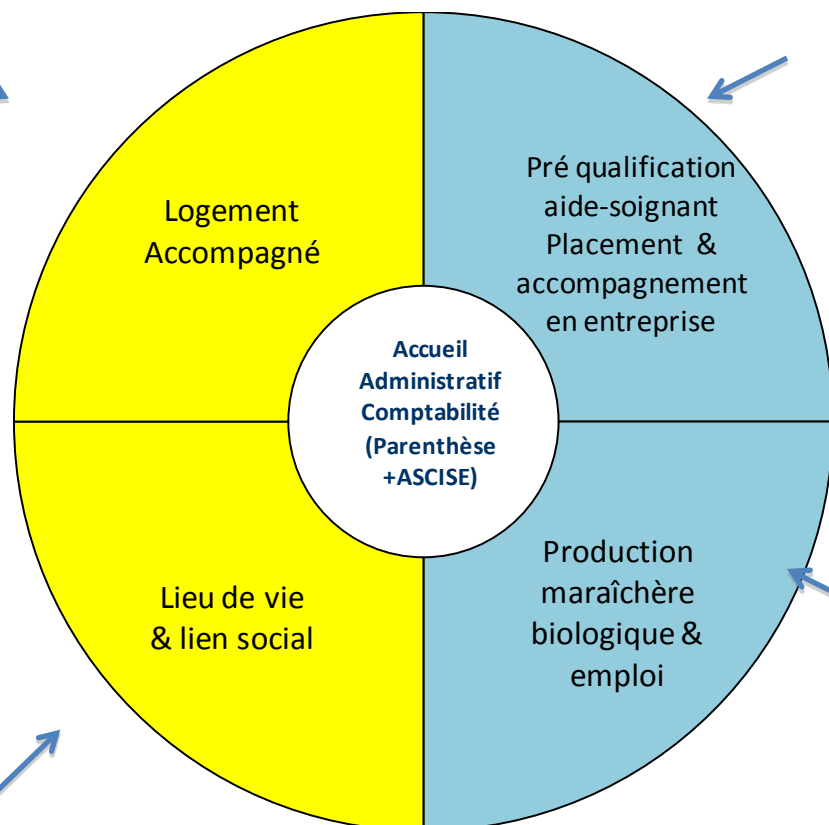 Logement
Accompagné
Pré qualification
aide-soignant
Placement &
accompagnement
en entreprise
Accueil
Administratif
Comptabilité
(Parenthèse
+ASCISE)
Lieu de vie
& lien social
Production
maraîchère
biologique &
emploi